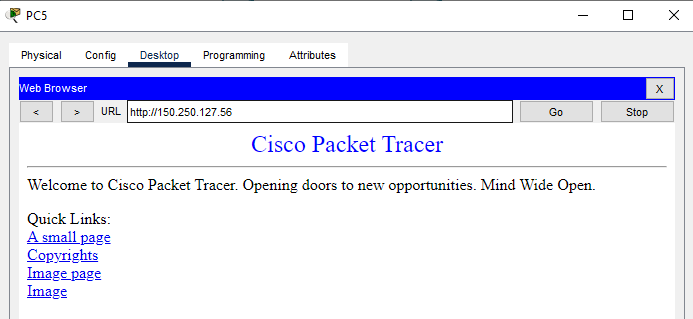 PC5
Physical Config Desktop Programming Attributes
Web Browser X
< > URL http://150.250.127.56 Go Stop
Cisco Packet Tracer
Welcome to Cisco Packet Tracer. Opening doors to new opportunities. Mind Wide Open.
Quick Links:
A small page
Copyrights
Image page
Image